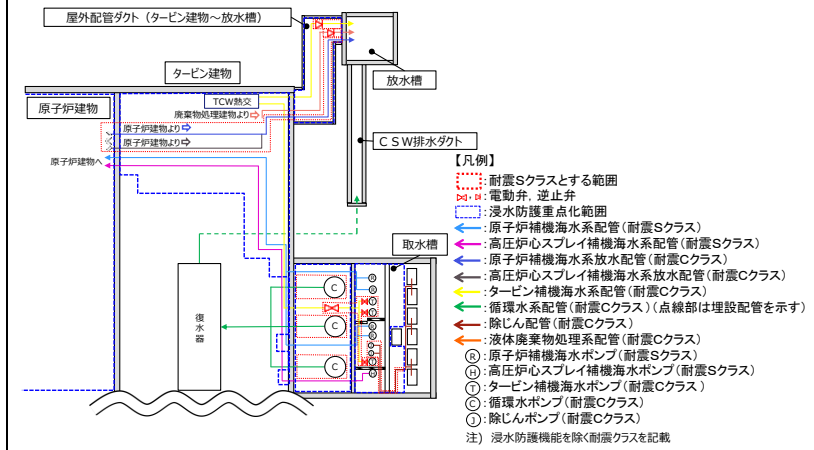 屋外配管ダクト（タービン建物～放水槽）
タービン建物
放水槽
原子炉建物
TCW熱交
廃棄物処理建物より⇨
原子炉建物より⇨
原子炉建物より⇨
原子炉建物へ
ＣＳＷ排水ダクト
取水槽
復水器
C
C
C
R
R
T
T
R
R
J
J
T
H
【凡例】
：耐震Sクラスとする範囲
・：電動弁，逆止弁
：浸水防護重点化範囲
：原子炉補機海水系配管（耐震Sクラス）
：高圧炉心スプレイ補機海水系配管（耐震Sクラス）
：原子炉補機海水系放水配管（耐震Cクラス）
：高圧炉心スプレイ補機海水系放水配管（耐震Cクラス）
：タービン補機海水系配管（耐震Cクラス）
：循環水系配管（耐震Cクラス）（点線部は埋設配管を示す）
：除じん配管（耐震Cクラス）
：液体廃棄物処理系配管（耐震Cクラス）
R：原子炉補機海水ポンプ（耐震Sクラス）
H：高圧炉心スプレイ補機海水ポンプ（耐震Sクラス）
T：タービン補機海水ポンプ（耐震Cクラス）
C：循環水ポンプ（耐震Cクラス）
J：除じんポンプ（耐震Cクラス）
注） 浸水防護機能を除く耐震クラスを記載